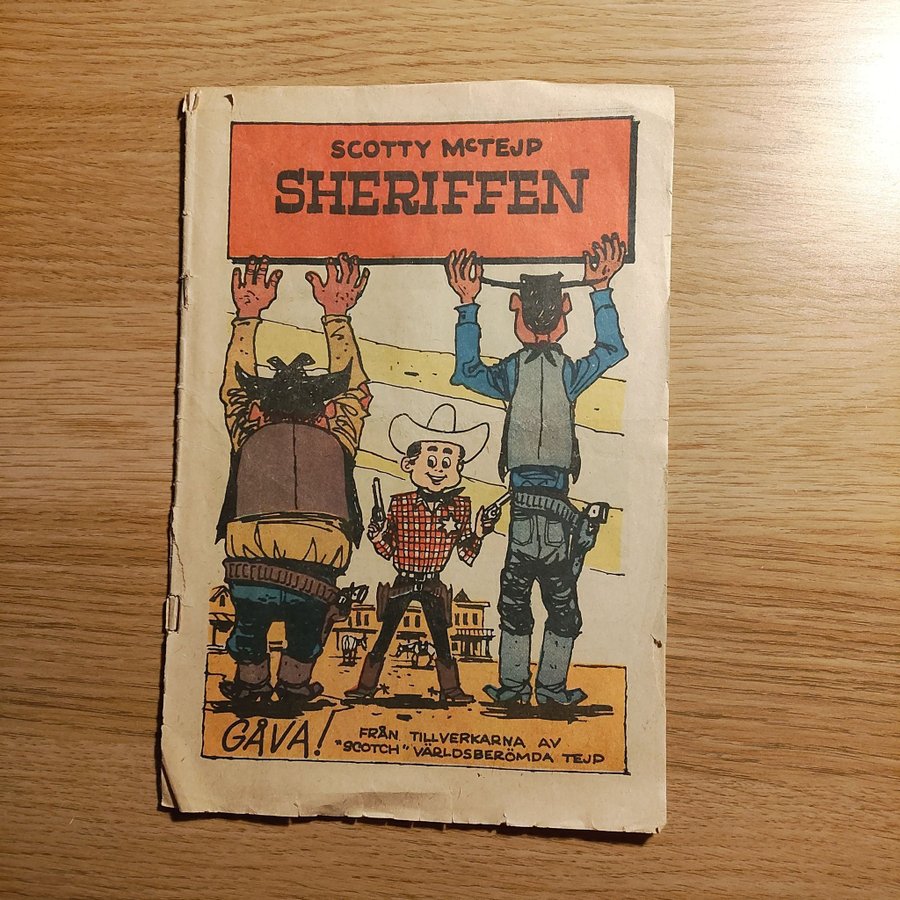 SCOTTY McTEJP
SHERIFFEN
GÅVA!
FRÅN TILLVERKARNA AV
"SCOTCH" VÄRLDSBERÖMDA TEJP